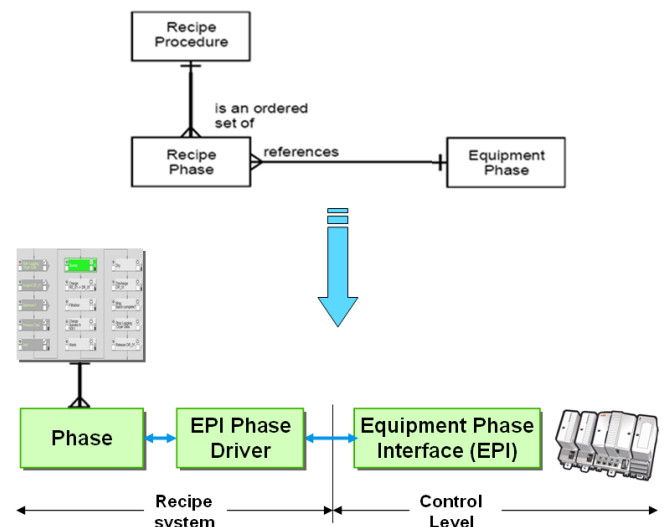 Recipe
Procedure
is an ordered
set of
Recipe
Phase
references
Equipment
Phase
Phase
EPI Phase
Driver
Equipment Phase
Interface (EPI)
Recipe
system
Control
Level